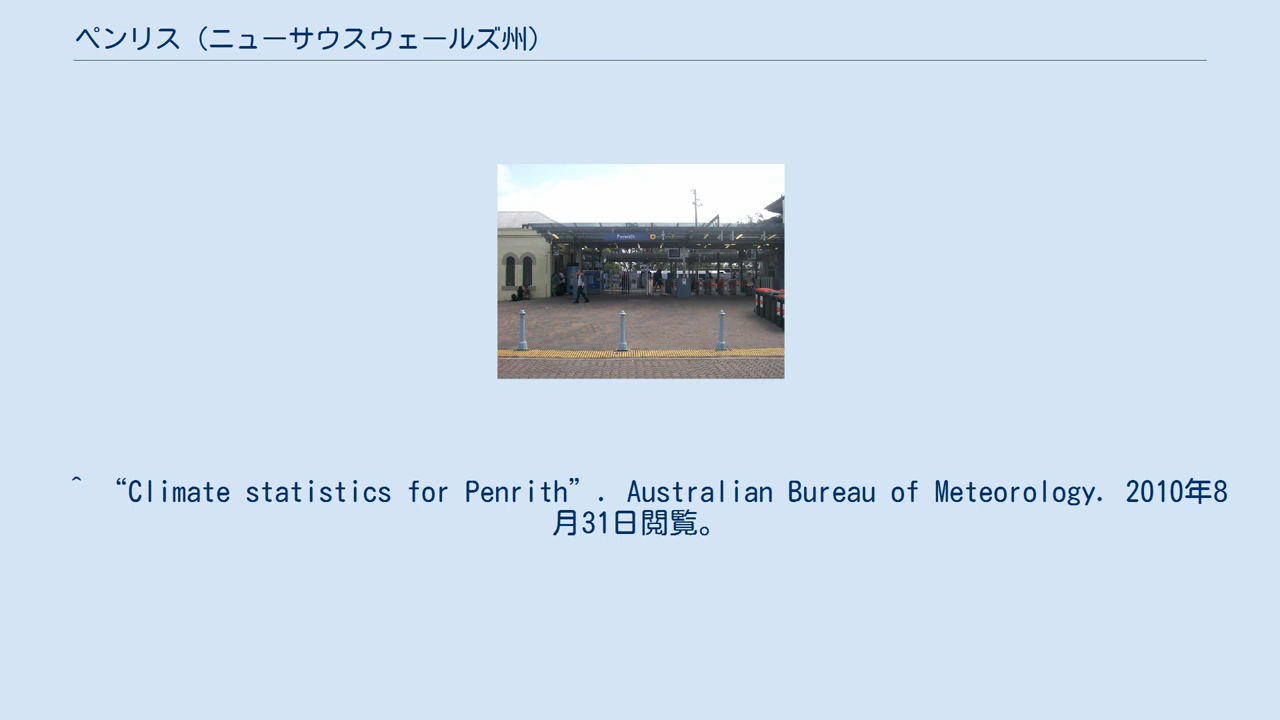 ペンリス（ニューサウスウェールズ州）
Penrith
^ “Climate statistics for Penrith”. Australian Bureau of Meteorology. 2010年8
月31日閲覧。